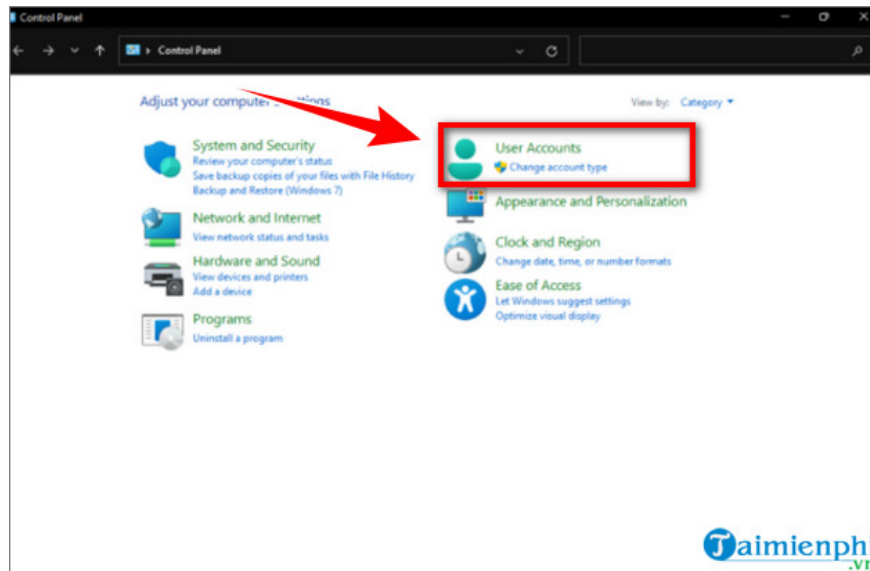 Control Panel
Control Panel
Adjust your computer's settings
View by: Category
System and Security
Review your computer's status
Save backup copies of your files with File History
Backup and Restore (Windows 7)
Network and Internet
View network status and tasks
Hardware and Sound
View devices and printers
Add a device
Programs
Uninstall a program
User Accounts
Change account type
Appearance and Personalization
Clock and Region
Change date, time, or number formats
Ease of Access
Let Windows suggest settings
Optimize visual display
Taimienphi
.vn